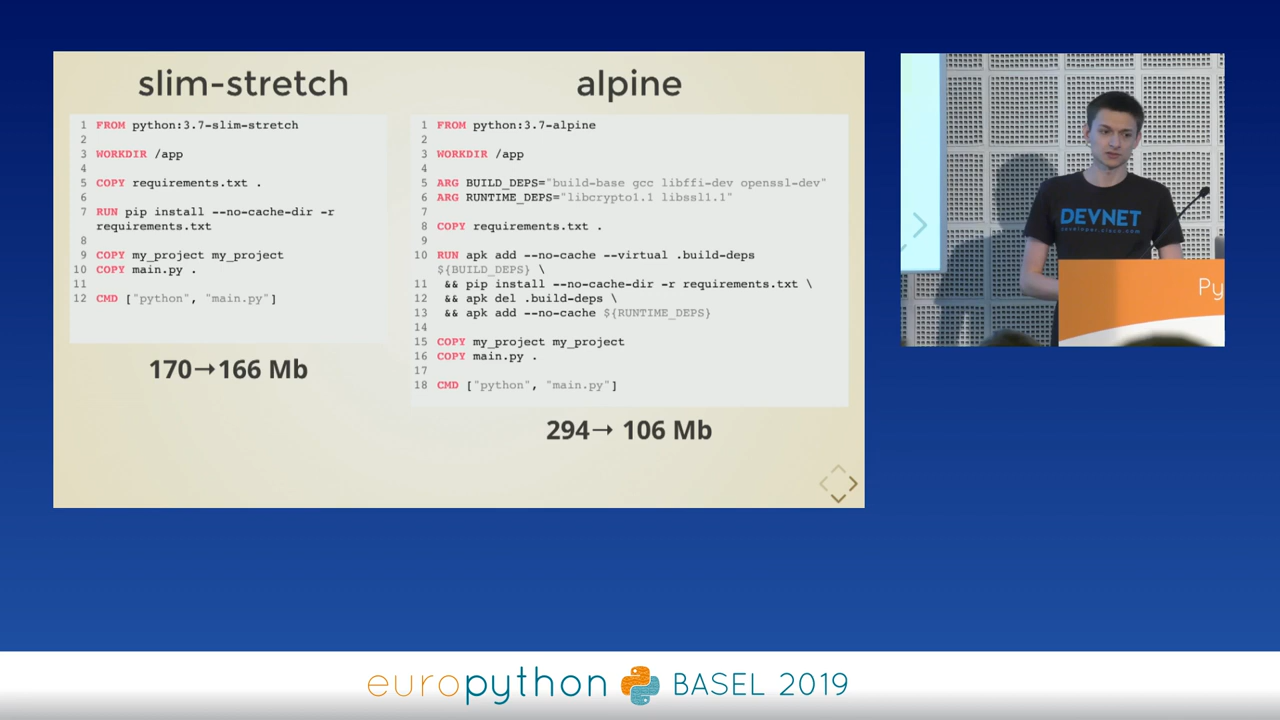 slim-stretch
1 FROM python:3.7-slim-stretch
2
3 WORKDIR /app
4
5 COPY requirements.txt .
6
7 RUN pip install --no-cache-dir -r
requirements.txt
8
9 COPY my_project my_project
10 COPY main.py .
11
12 CMD ["python", "main.py"]
170→166 Mb
alpine
1 FROM python:3.7-alpine
2
3 WORKDIR /app
4
5 ARG BUILD_DEPS="build-base gcc libffi-dev openssl-dev"
6 ARG RUNTIME_DEPS="libcrypto1.1 libssl1.1"
7
8 COPY requirements.txt .
9
10 RUN apk add --no-cache --virtual .build-deps
${BUILD_DEPS} \
11 && pip install --no-cache-dir -r requirements.txt \
12 && apk del .build-deps \
13 && apk add --no-cache ${RUNTIME_DEPS}
14
15 COPY my_project my_project
16 COPY main.py .
17
18 CMD ["python", "main.py"]
294→ 106 Mb
DEVNET
developer.cisco.com
Py
europython BASEL 2019